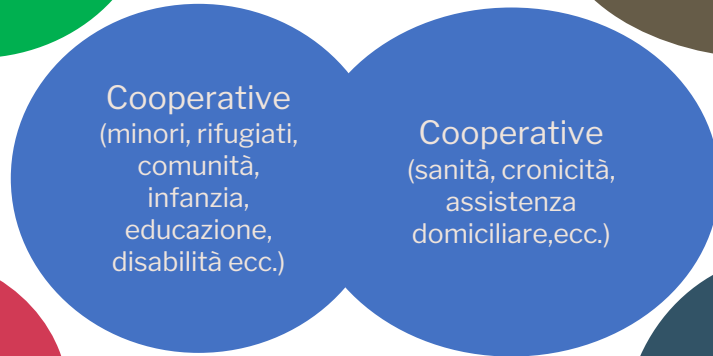 Cooperative
(minori, rifugiati,
comunità,
infanzia,
educazione,
disabilità ecc.)
Cooperative
(sanità, cronicità,
assistenza
domiciliare,ecc.)